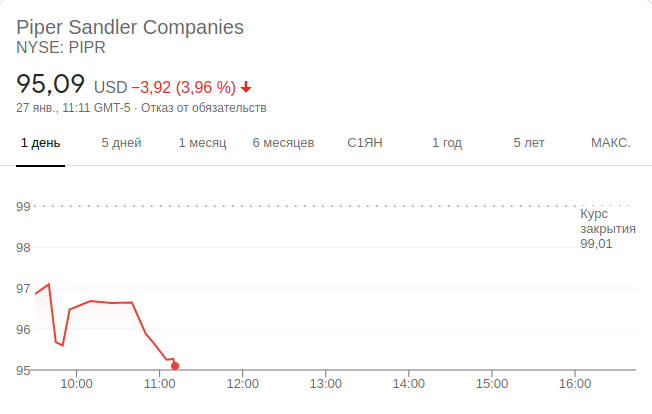 Piper Sandler Companies
NYSE: PIPR
95,09 USD −3,92 (3,96 %)
27 янв., 11:11 GMT-5 · Отказ от обязательств
1 день 5 дней 1 месяц 6 месяцев С1ЯН 1 год 5 лет МАКС.
99
Курс
закрытия
98
99,01
97
96
95
10:00 11:00 12:00 13:00 14:00 15:00 16:00